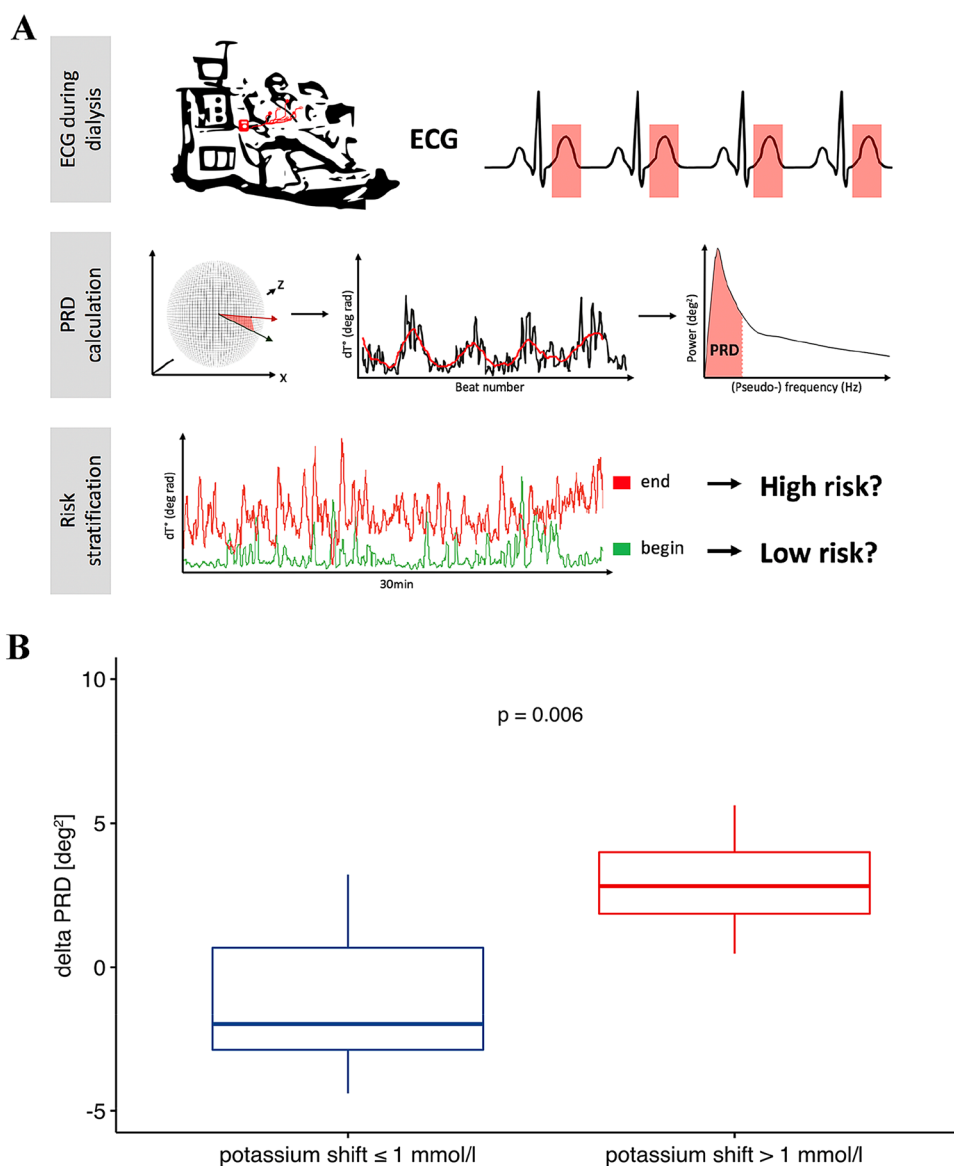 A
ECG during
dialysis
ECG
PRD
calculation
Z
X
dT° (deg rad)
Beat number
Power (deg²)
PRD
(Pseudo-) frequency (Hz)
Risk
stratification
dT° (deg rad)
30min
end
High risk?
begin
Low risk?
B
delta PRD [deg²]
10
5
0
-5
p = 0.006
potassium shift ≤ 1 mmol/l
potassium shift > 1 mmol/l